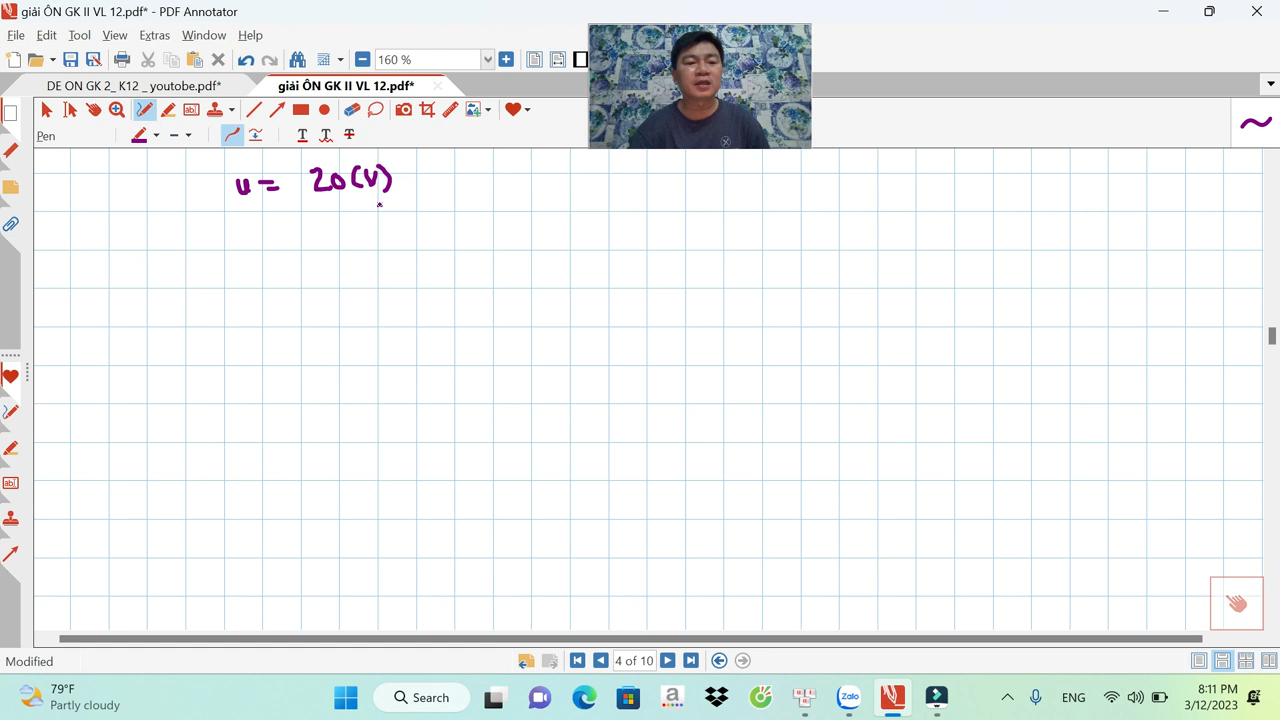 giải ÔN GK II VL 12.pdf* - PDF Annotator
File Edit Tool View Extras Window Help
160 %
DE ON GK 2_ K12 _ youtobe.pdf*
giải ÔN GK II VL 12.pdf*
Pen
u = 20(V)
Modified
4 of 10
79°F
Partly cloudy
Search
Zalo
ENG
8:11 PM
3/12/2023